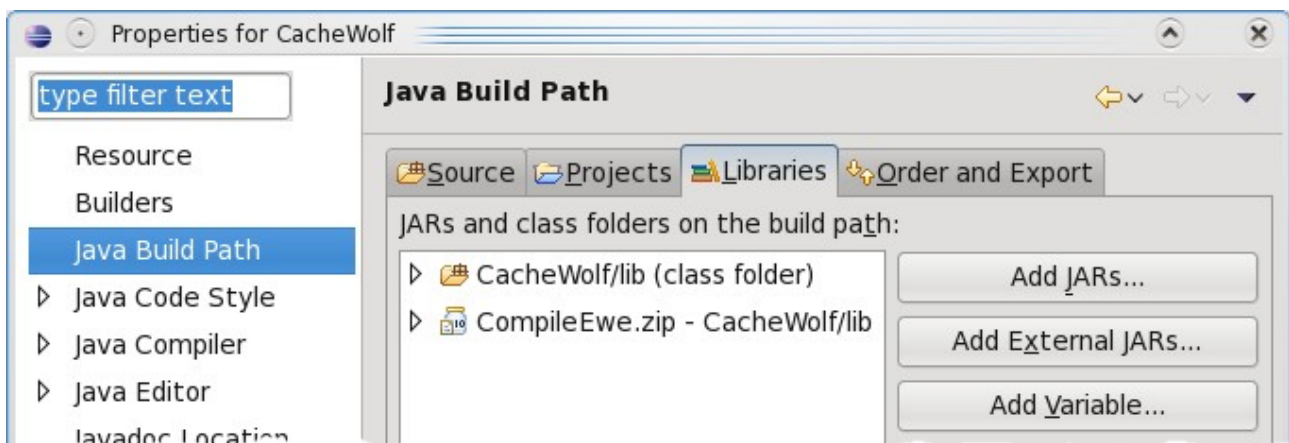 Properties for CacheWolf
type filter text
Resource
Builders
Java Build Path
Java Code Style
Java Compiler
Java Editor
Javadoc Location
Java Build Path
Source Projects Libraries Order and Export
JARs and class folders on the build path:
CacheWolf/lib (class folder)
CompileEwe.zip - CacheWolf/lib
Add JARs...
Add External JARs...
Add Variable...